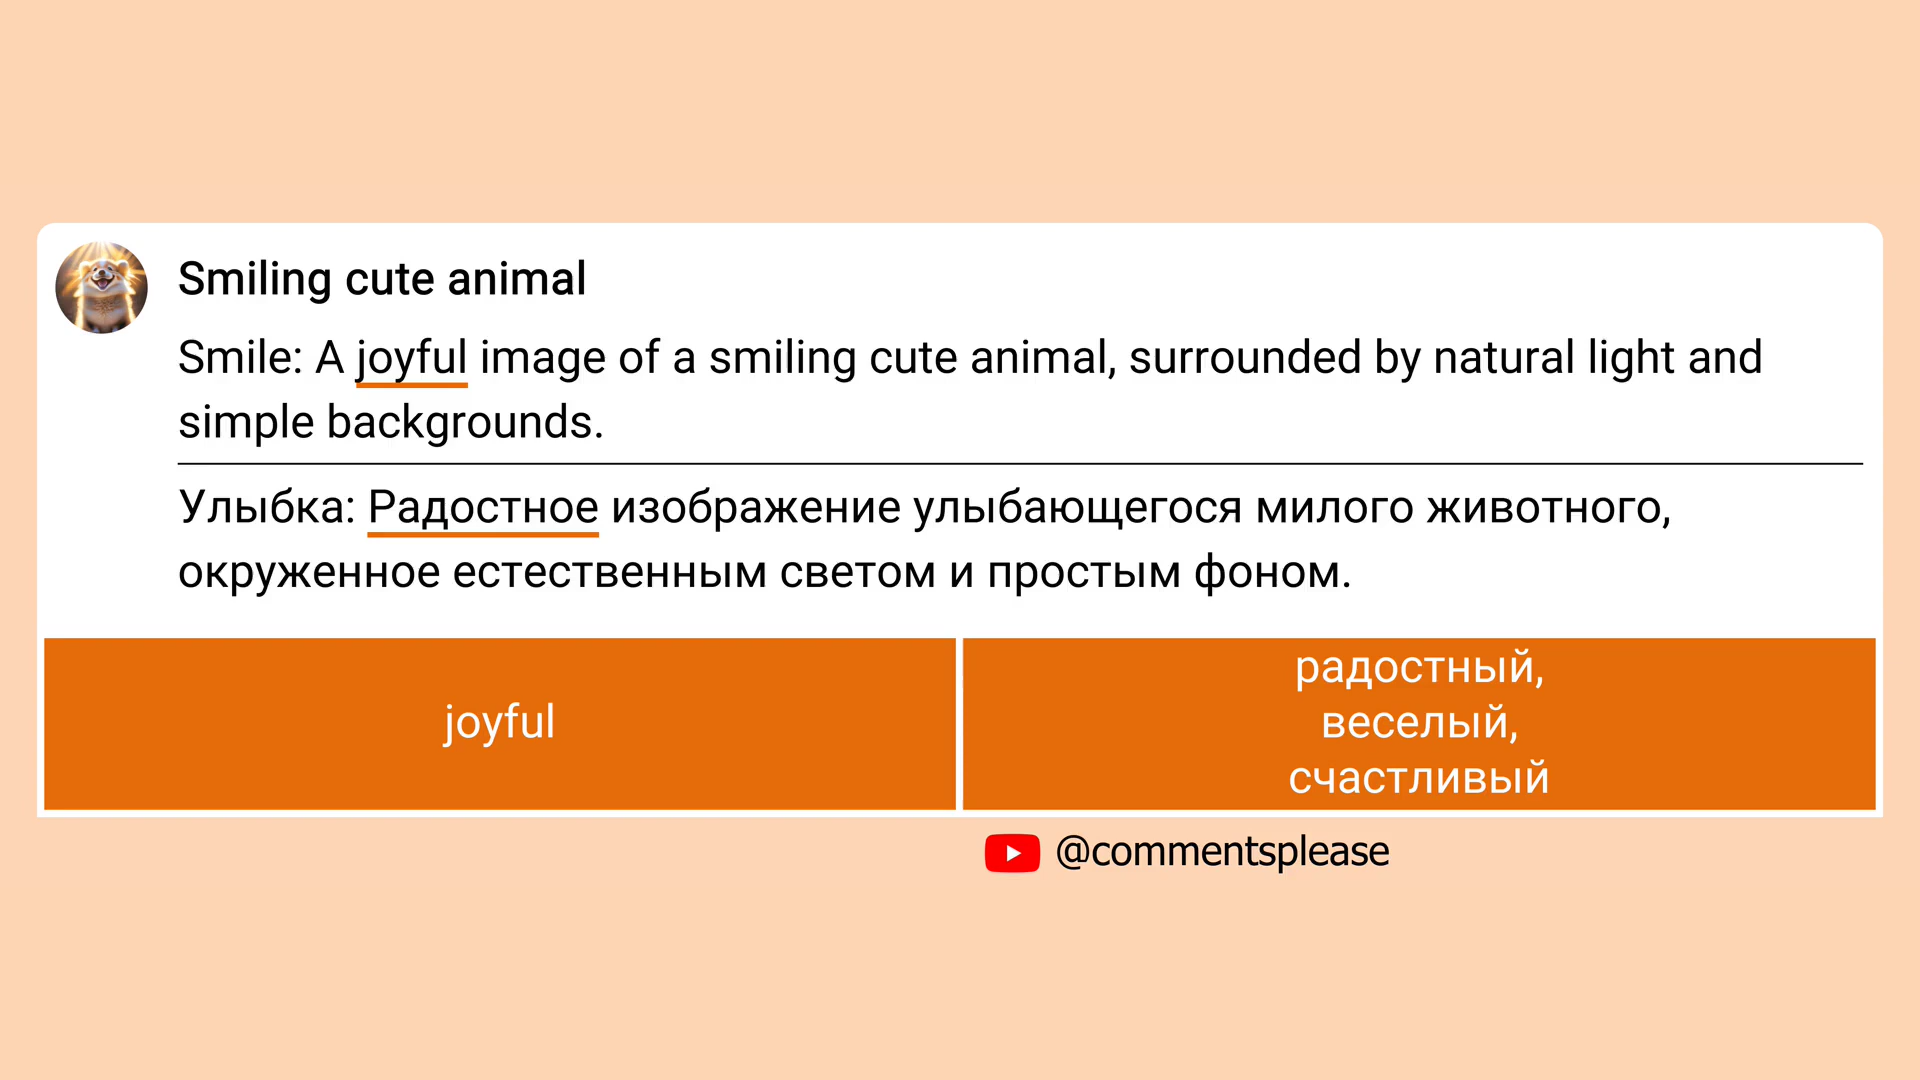 Smiling cute animal
Smile: A joyful image of a smiling cute animal, surrounded by natural light and
simple backgrounds.
Улыбка: Радостное изображение улыбающегося милого животного,
окруженное естественным светом и простым фоном.
joyful
радостный,
веселый,
счастливый
@commentsplease